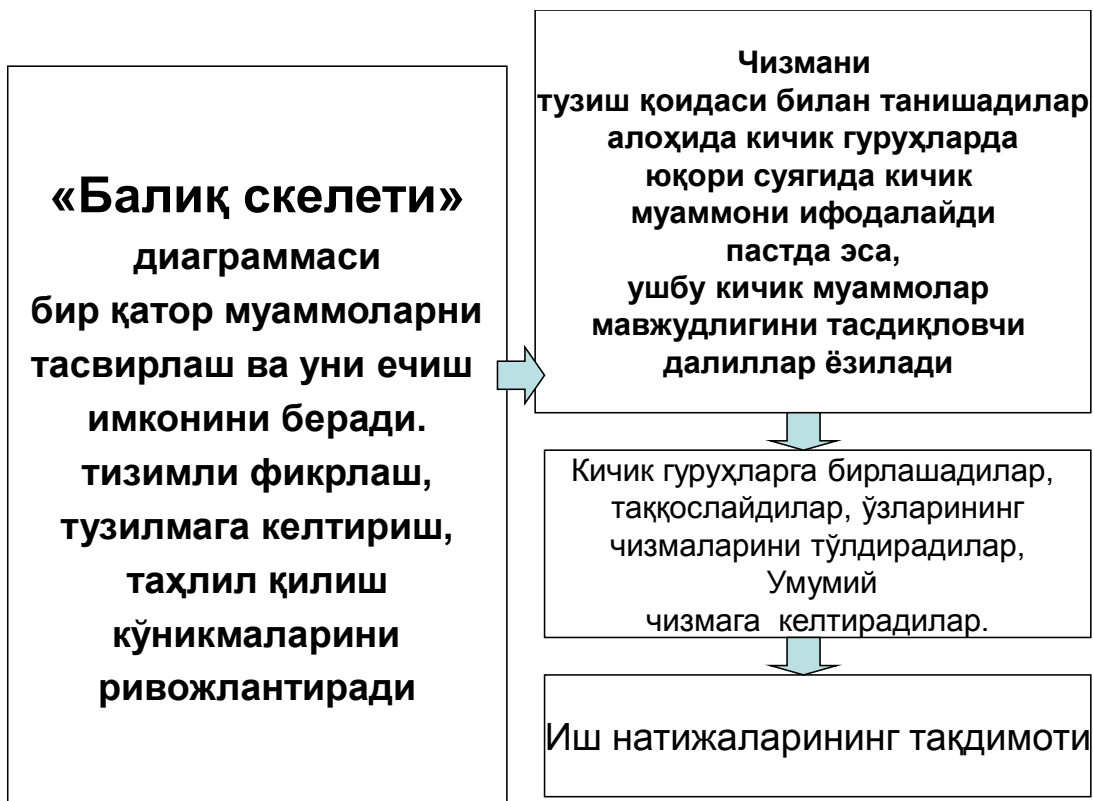 «Балиқ скелети»
диаграммаси
бир қатор муаммоларни
тасвирлаш ва уни ечиш
имконини беради.
тизимли фикрлаш,
тузилмага келтириш,
таҳлил қилиш
кўникмаларини
ривожлантиради
Чизмани
тузиш қоидаси билан танишадилар
алоҳида кичик гуруҳларда
юқори суягида кичик
муаммони ифодалайди
пастда эса,
ушбу кичик муаммолар
мавжудлигини тасдиқловчи
далиллар ёзилади
Кичик гуруҳларга бирлашадилар,
таққослайдилар, ўзларининг
чизмаларини тўлдирадилар,
Умумий
чизмага келтирадилар.
Иш натижаларининг тақдимоти